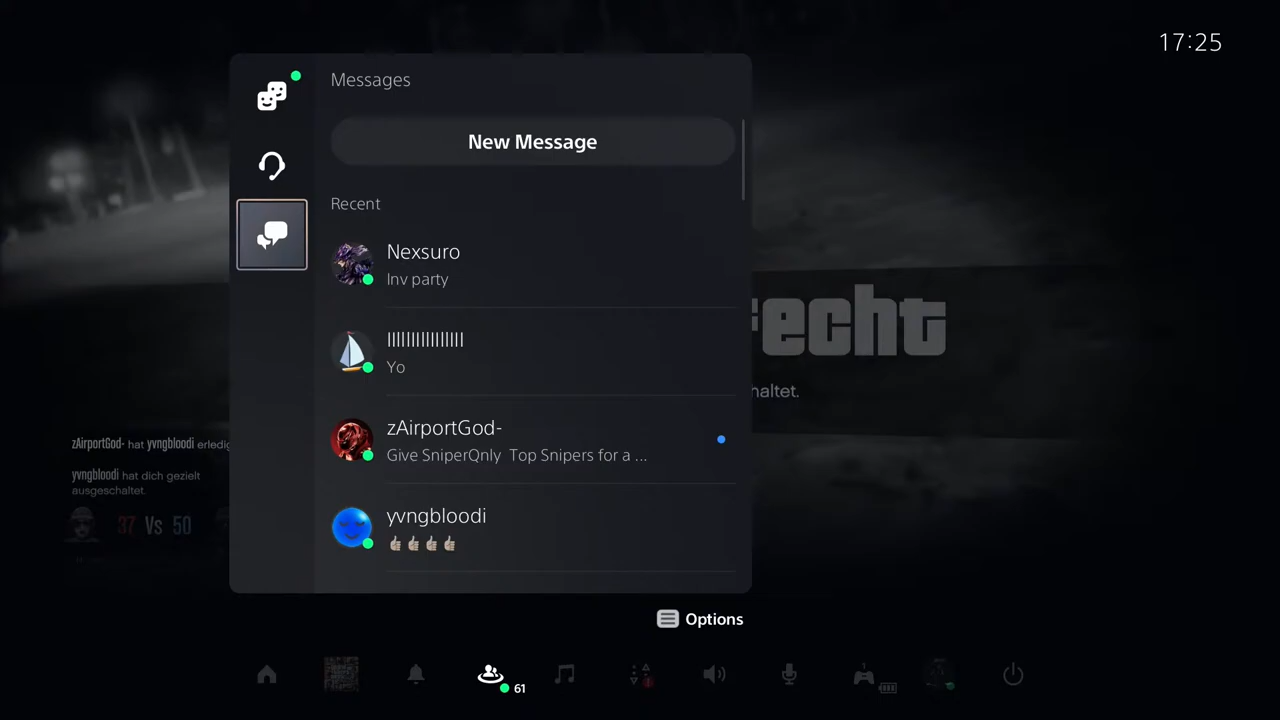 17:25
Messages
New Message
Recent
Nexsuro
Inv party
||||||||||||||||
Yo
zAirportGod-
Give SniperQnly Top Snipers for a ...
yvngbloodi
👍👍👍👍
echt
haltet.
zAirportGod- hat yvngbloodi erledig
yvngbloodi hat dich gezielt
ausgeschaltet.
37 Vs 50
Options
61
1